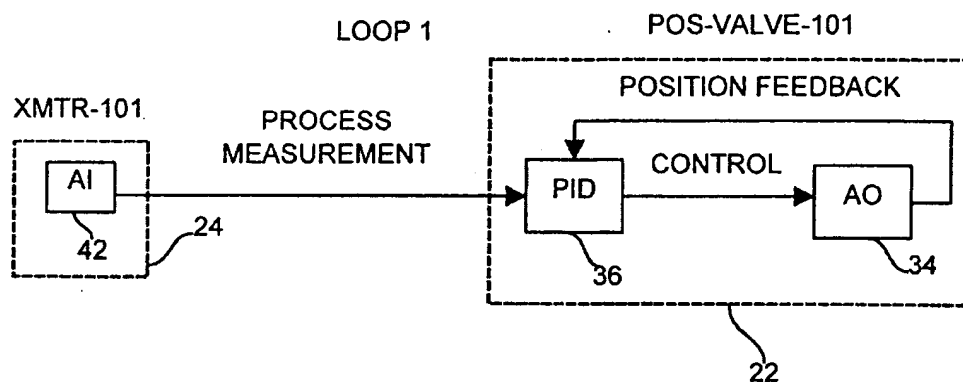 LOOP 1
POS-VALVE-101
XMTR-101
PROCESS
MEASUREMENT
POSITION FEEDBACK
AI
PID
CONTROL
AO
42
24
36
34
22